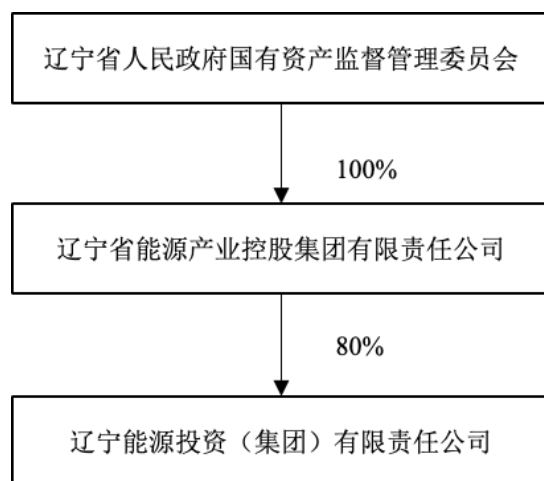 辽宁省人民政府国有资产监督管理委员会
100%
辽宁省能源产业控股集团有限责任公司
80%
辽宁能源投资（集团）有限责任公司